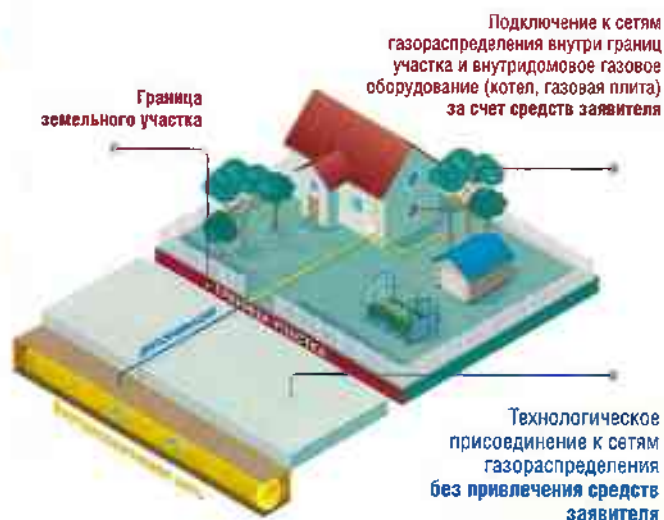 Подключение к сетям
газораспределения внутри границ
участка и внутридомовое газовое
оборудование (котел, газовая плита)
за счет средств заявителя
Граница
земельного участка
Технологическое
присоединение к сетям
газораспределения
без привлечения средств
заявителя